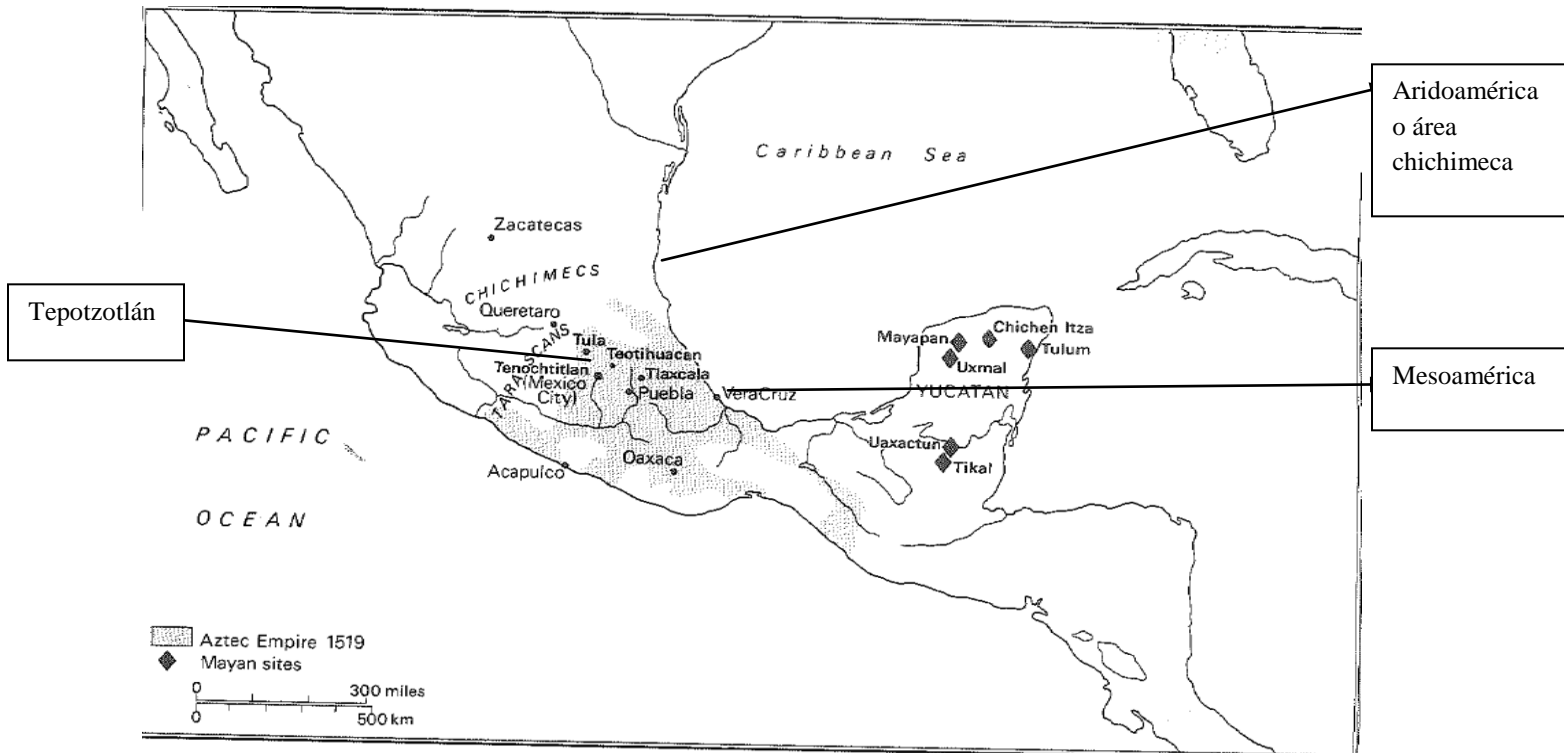 Aridoamérica
o área
chichimeca
Caribbean Sea
Zacatecas
CHICHIMECS
Tepotzotlán
Queretaro
TARASCANS
Tula
Teotihuacan
Tenochtitlan
(Mexico
City)
Tlaxcala
Puebla
VeraCruz
Mayapan
Chichen Itza
Tulum
Uxmal
YUCATAN
Mesoamérica
PACIFIC
OCEAN
Acapulco
Oaxaca
Uaxactun
Tikal
Aztec Empire 1519
Mayan sites
0 300 miles
0 500 km